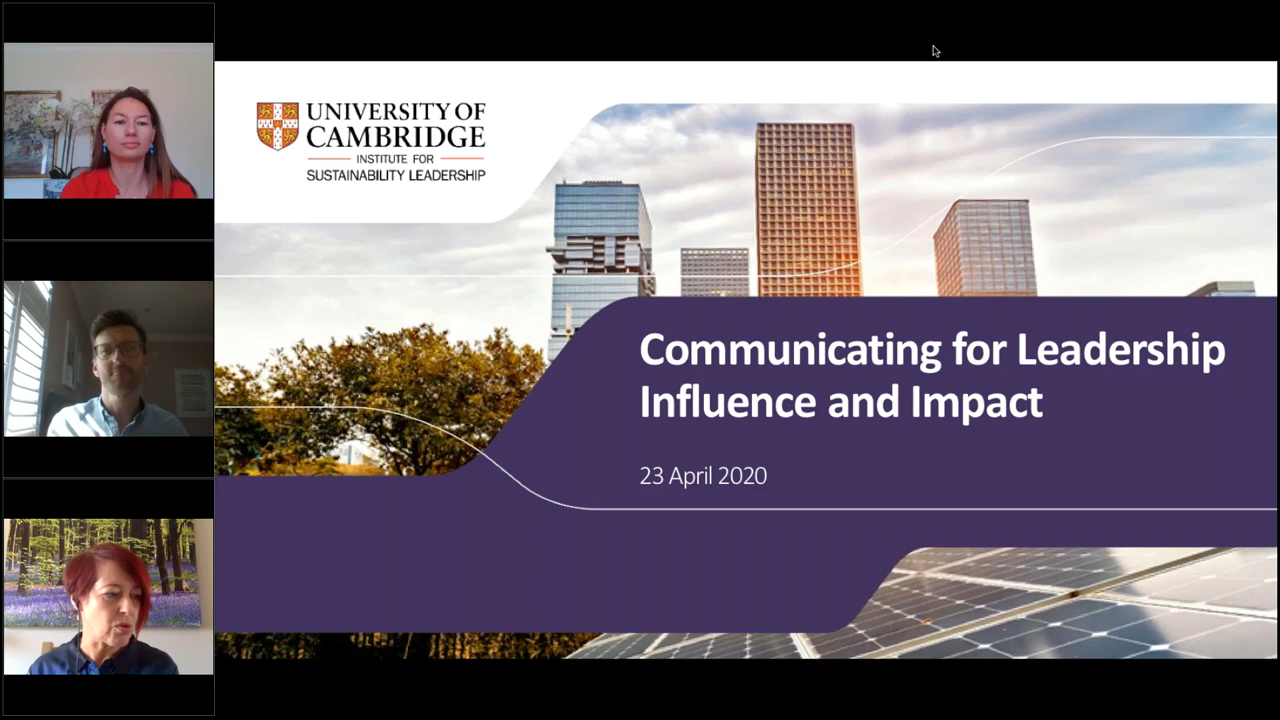 UNIVERSITY OF
CAMBRIDGE
INSTITUTE FOR
SUSTAINABILITY LEADERSHIP
Communicating for Leadership
Influence and Impact
23 April 2020